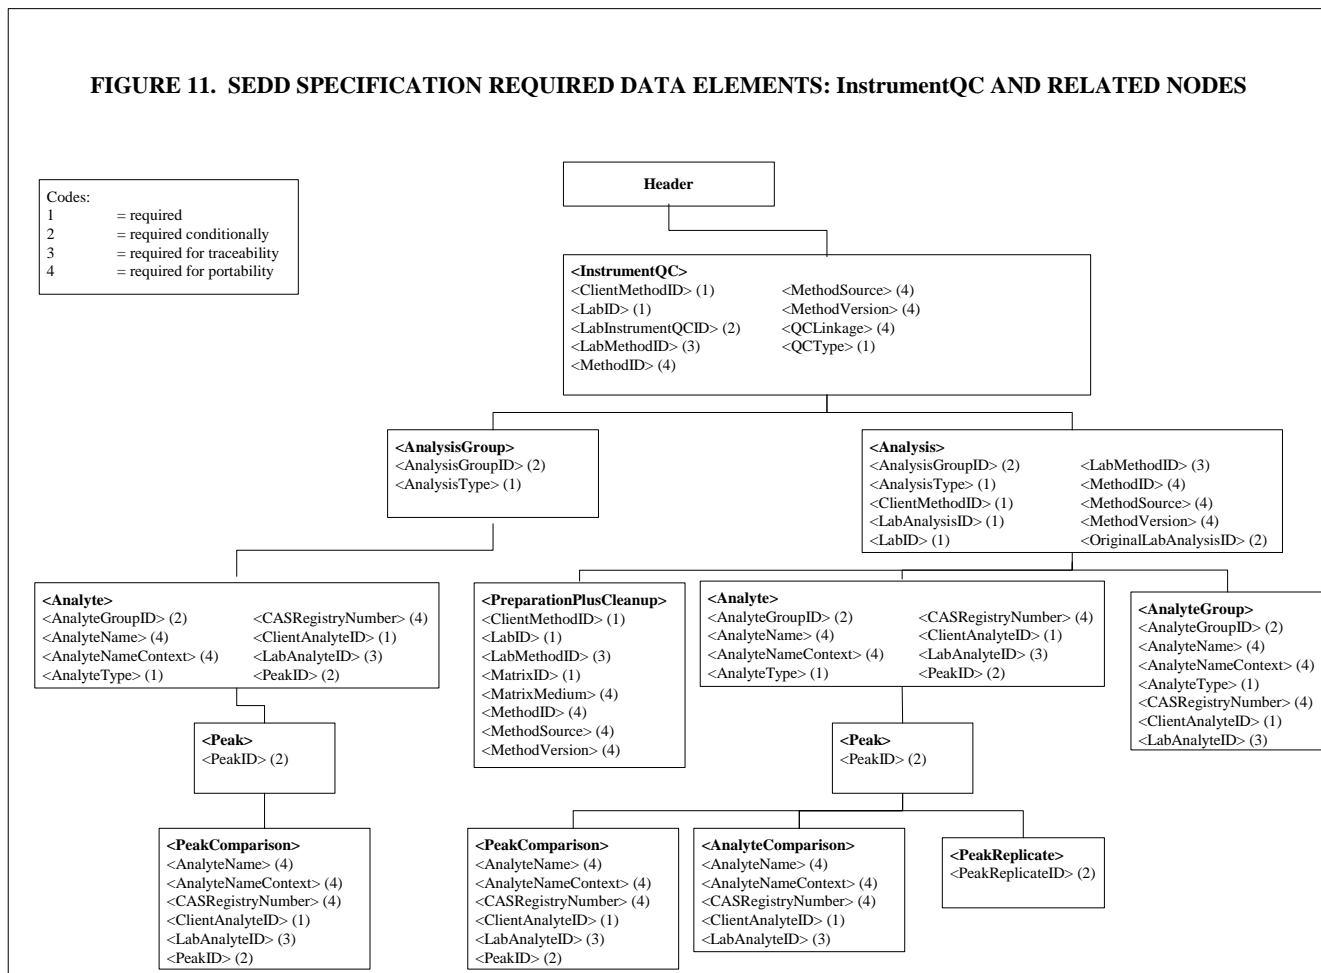 FIGURE 11. SEDD SPECIFICATION REQUIRED DATA ELEMENTS: InstrumentQC AND RELATED NODES
Codes:
1 = required
2 = required conditionally
3 = required for traceability
4 = required for portability
Header
<InstrumentQC>
<ClientMethodID> (1) <MethodSource> (4)
<LabID> (1) <MethodVersion> (4)
<LabInstrumentQCID> (2) <QCLinkage> (4)
<LabMethodID> (3) <QCType> (1)
<MethodID> (4)
<AnalysisGroup>
<AnalysisGroupID> (2)
<AnalysisType> (1)
<Analysis>
<AnalysisGroupID> (2) <LabMethodID> (3)
<AnalysisType> (1) <MethodID> (4)
<ClientMethodID> (1) <MethodSource> (4)
<LabAnalysisID> (1) <MethodVersion> (4)
<LabID> (1) <OriginalLabAnalysisID> (2)
<Analyte>
<AnalyteGroupID> (2) <CASRegistryNumber> (4)
<AnalyteName> (4) <ClientAnalyteID> (1)
<AnalyteNameContext> (4) <LabAnalyteID> (3)
<AnalyteType> (1) <PeakID> (2)
<PreparationPlusCleanup>
<ClientMethodID> (1)
<LabID> (1)
<LabMethodID> (3)
<MatrixID> (1)
<MatrixMedium> (4)
<MethodID> (4)
<MethodSource> (4)
<MethodVersion> (4)
<Analyte>
<AnalyteGroupID> (2) <CASRegistryNumber> (4)
<AnalyteName> (4) <ClientAnalyteID> (1)
<AnalyteNameContext> (4) <LabAnalyteID> (3)
<AnalyteType> (1) <PeakID> (2)
<AnalyteGroup>
<AnalyteGroupID> (2)
<AnalyteName> (4)
<AnalyteNameContext> (4)
<AnalyteType> (1)
<CASRegistryNumber> (4)
<ClientAnalyteID> (1)
<LabAnalyteID> (3)
<Peak>
<PeakID> (2)
<Peak>
<PeakID> (2)
<PeakComparison>
<AnalyteName> (4)
<AnalyteNameContext> (4)
<CASRegistryNumber> (4)
<ClientAnalyteID> (1)
<LabAnalyteID> (3)
<PeakID> (2)
<PeakComparison>
<AnalyteName> (4)
<AnalyteNameContext> (4)
<CASRegistryNumber> (4)
<ClientAnalyteID> (1)
<LabAnalyteID> (3)
<PeakID> (2)
<AnalyteComparison>
<AnalyteName> (4)
<AnalyteNameContext> (4)
<CASRegistryNumber> (4)
<ClientAnalyteID> (1)
<LabAnalyteID> (3)
<PeakReplicate>
<PeakReplicateID> (2)